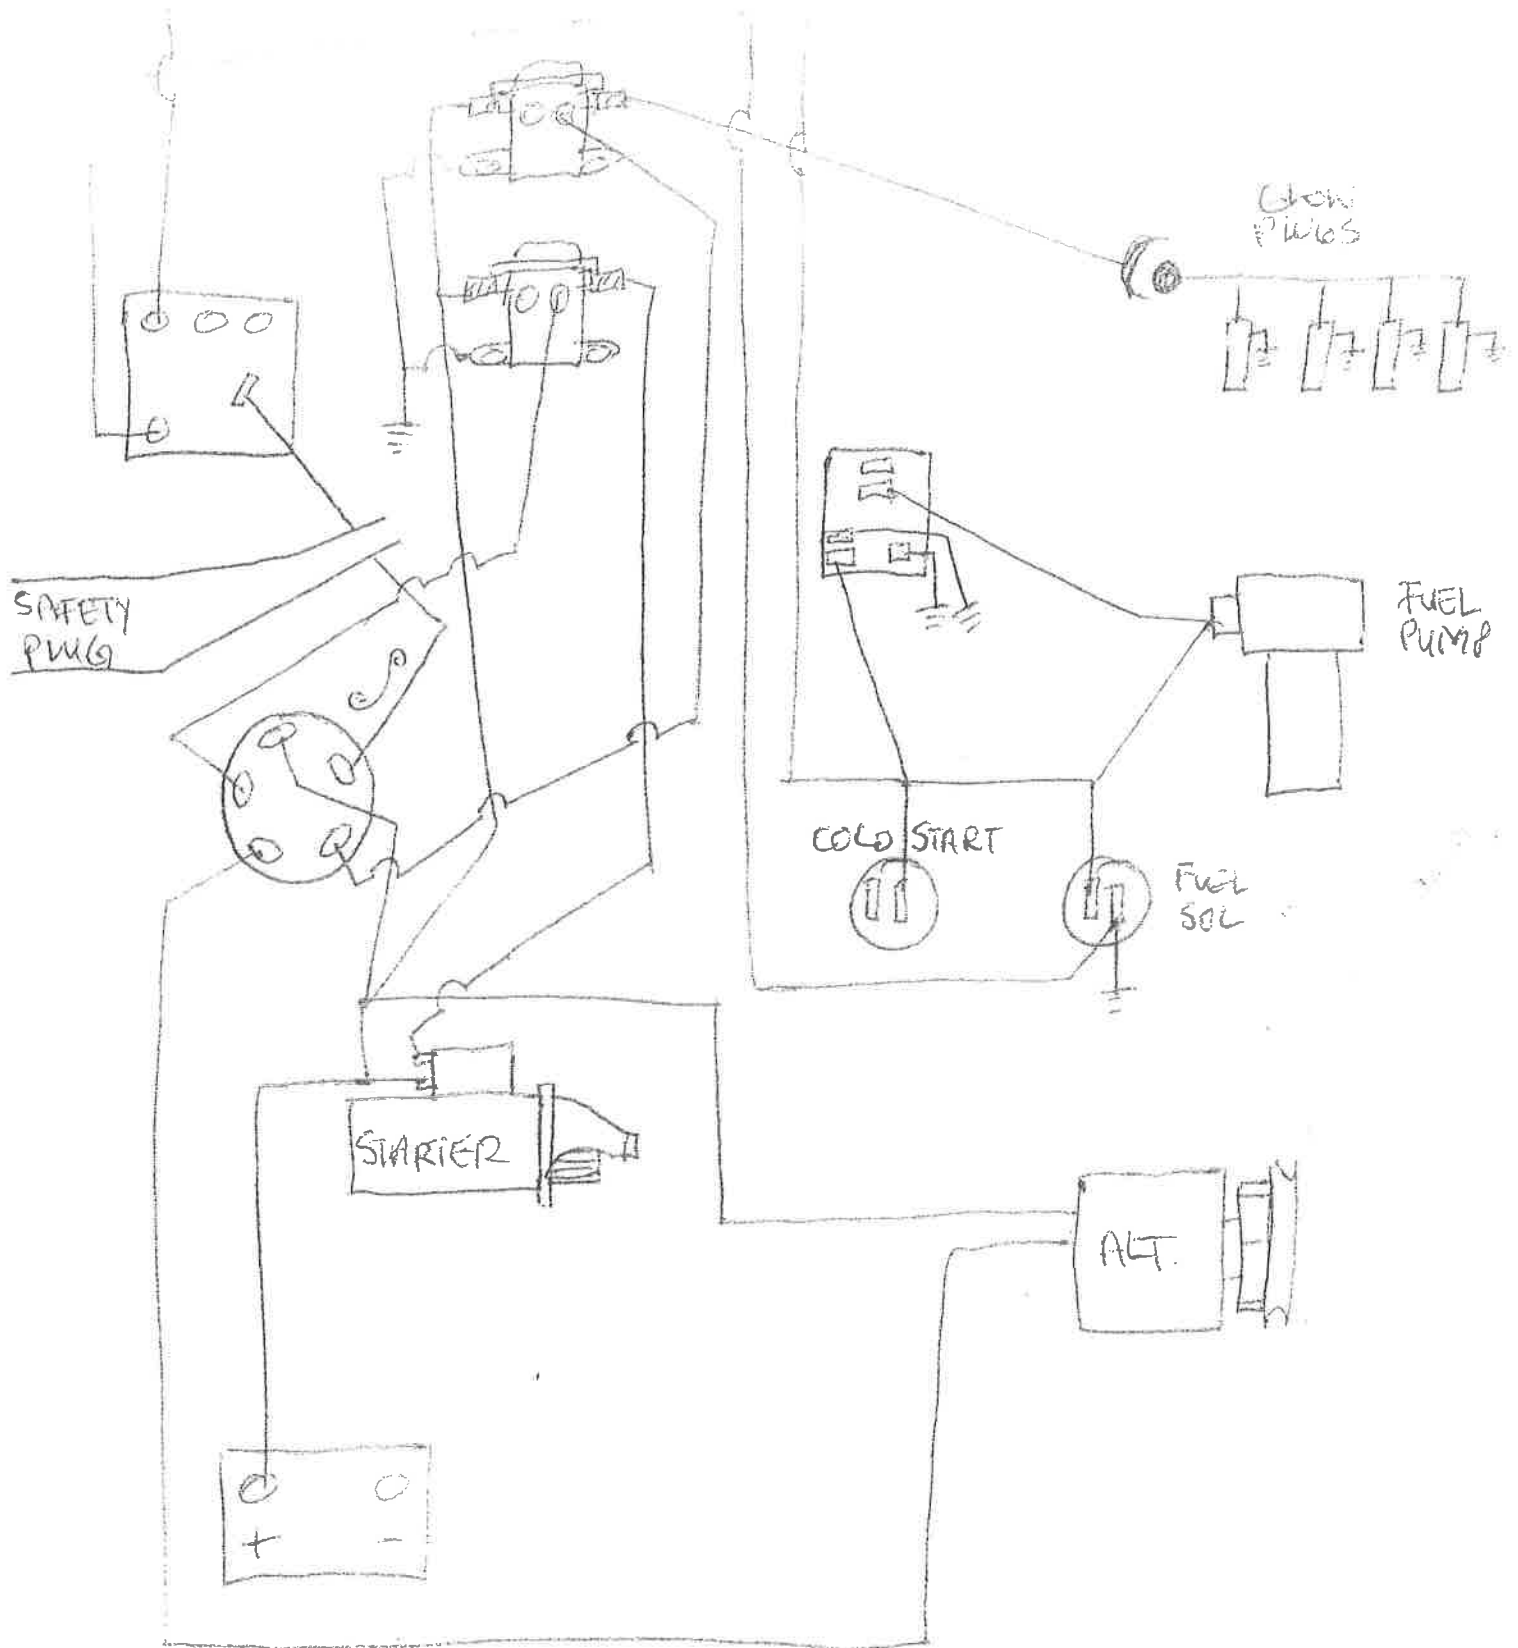 GLOW
PLUGS
SAFETY
PLUG
FUEL
PUMP
COLD START
FUEL
SOL
STARTER
ALT.
+ -